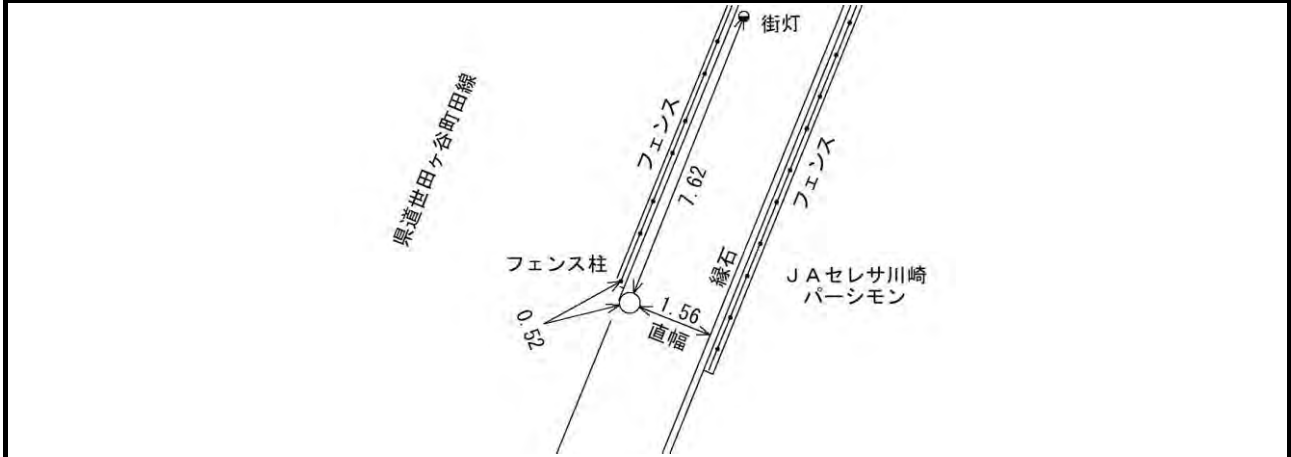 街灯
県道世田ヶ谷町田線
フェンス
7.62
フェンス
フェンス柱
縁石
ＪＡセレサ川崎
パーシモン
0.52
1.56
直幅